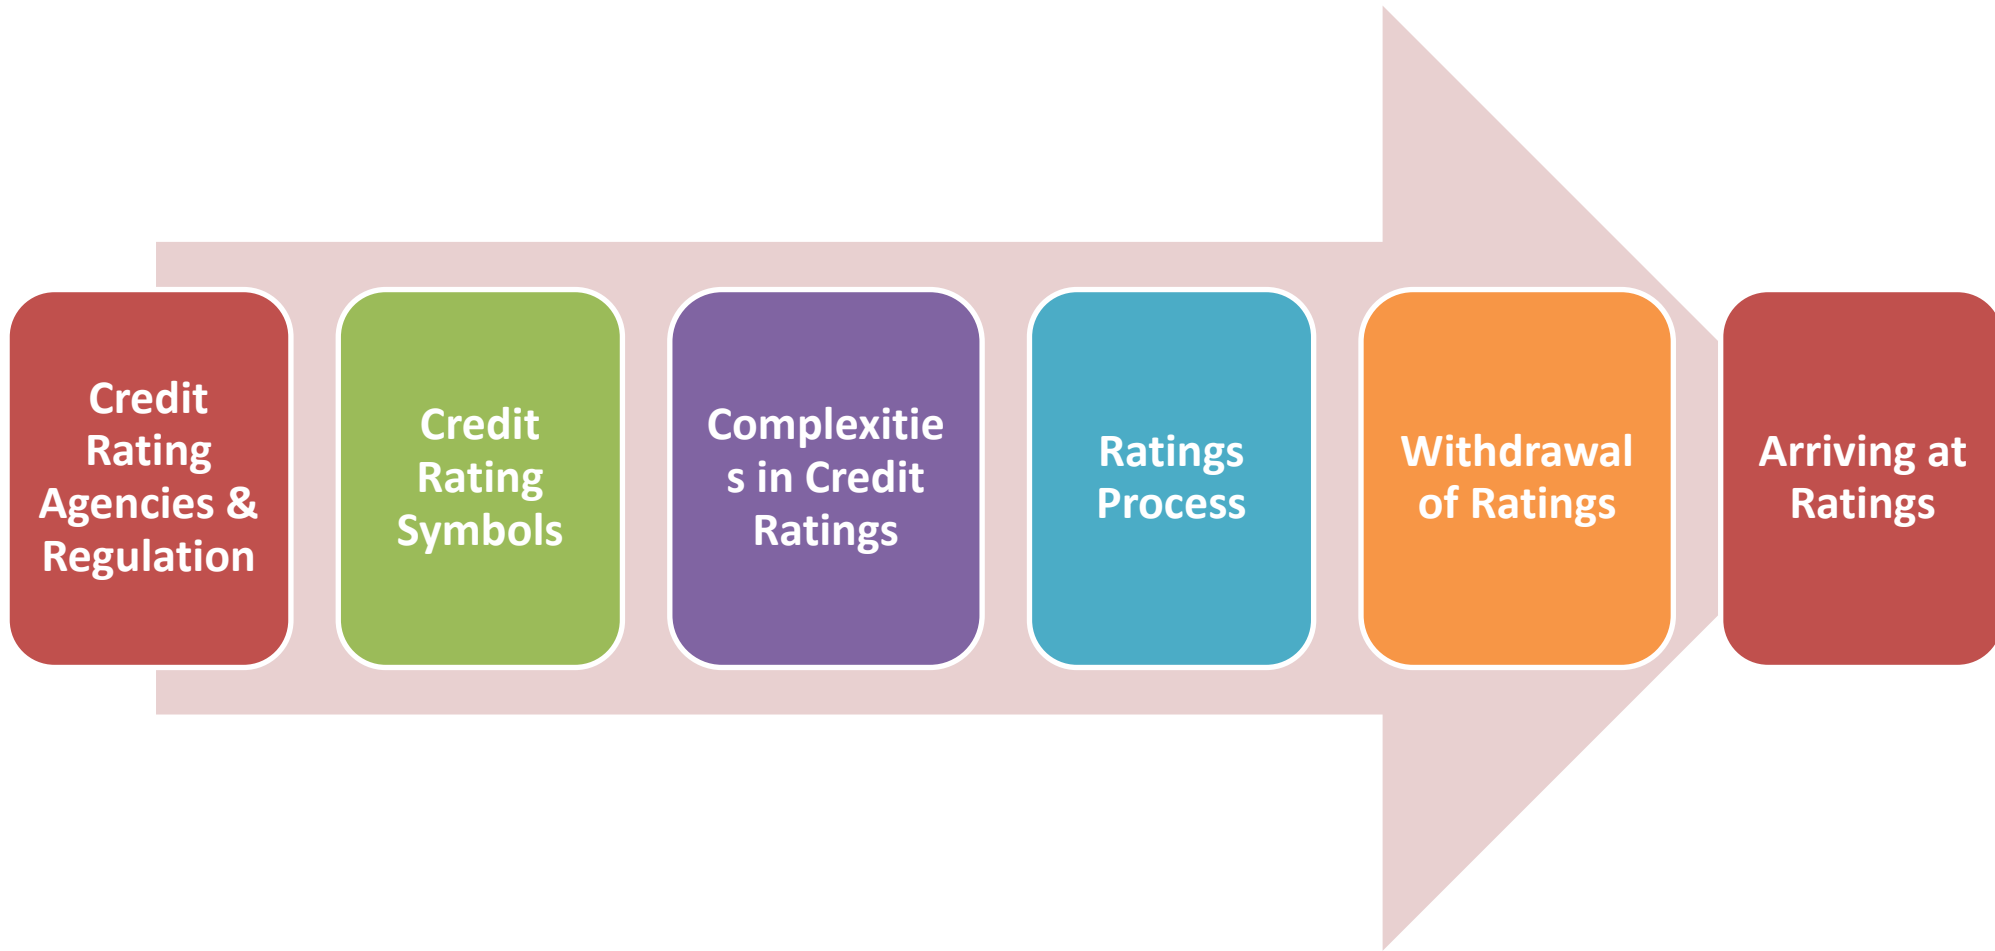 Credit
Rating
Agencies &
Regulation
Credit
Rating
Symbols
Complexitie
s in Credit
Ratings
Ratings
Process
Withdrawal
of Ratings
Arriving at
Ratings